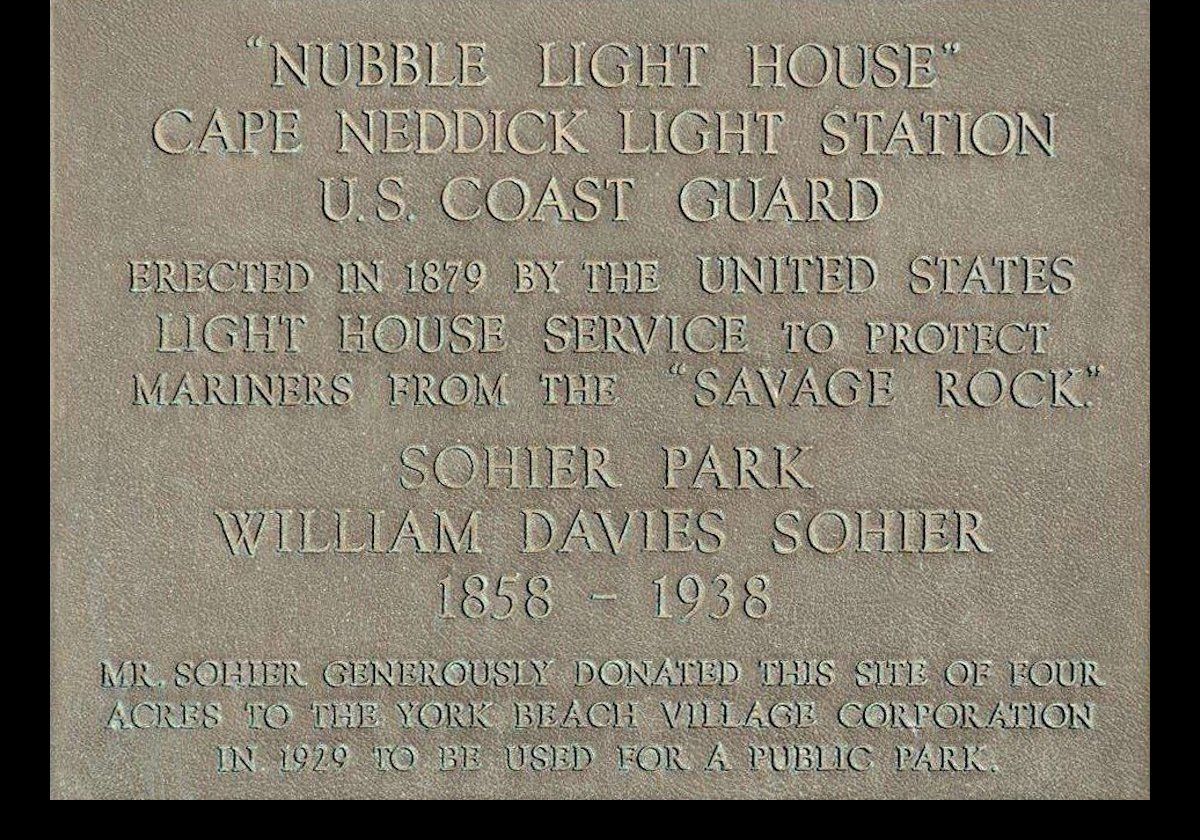 “NUBBLE LIGHT HOUSE”
CAPE NEDDICK LIGHT STATION
U.S. COAST GUARD
ERECTED IN 1879 BY THE UNITED STATES
LIGHT HOUSE SERVICE TO PROTECT
MARINERS FROM THE “SAVAGE ROCK.”
SOHIER PARK
WILLIAM DAVIES SOHIER
1858 - 1938
MR. SOHIER GENEROUSLY DONATED THIS SITE OF FOUR
ACRES TO THE YORK BEACH VILLAGE CORPORATION
IN 1929 TO BE USED FOR A PUBLIC PARK.